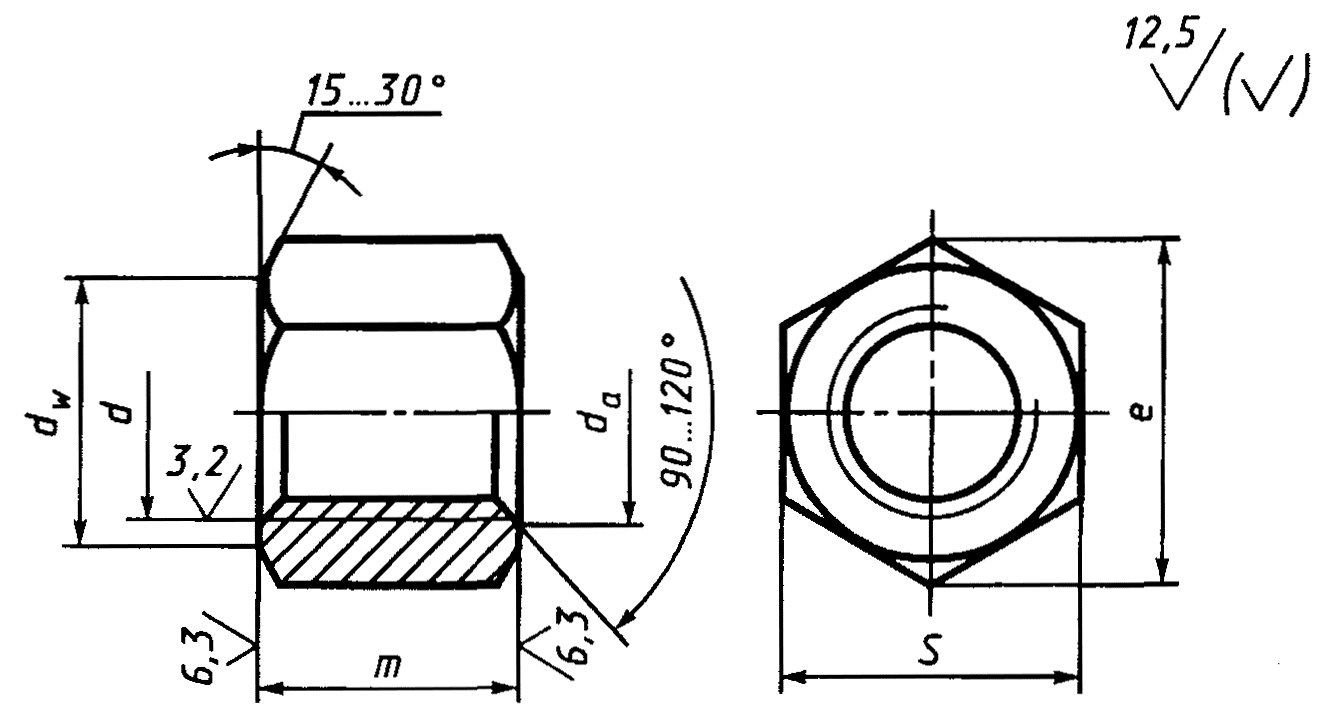 12,5
(√)
15...30°
d_w
d
3,2
d_a
90...120°
e
6,3
m
6,3
S